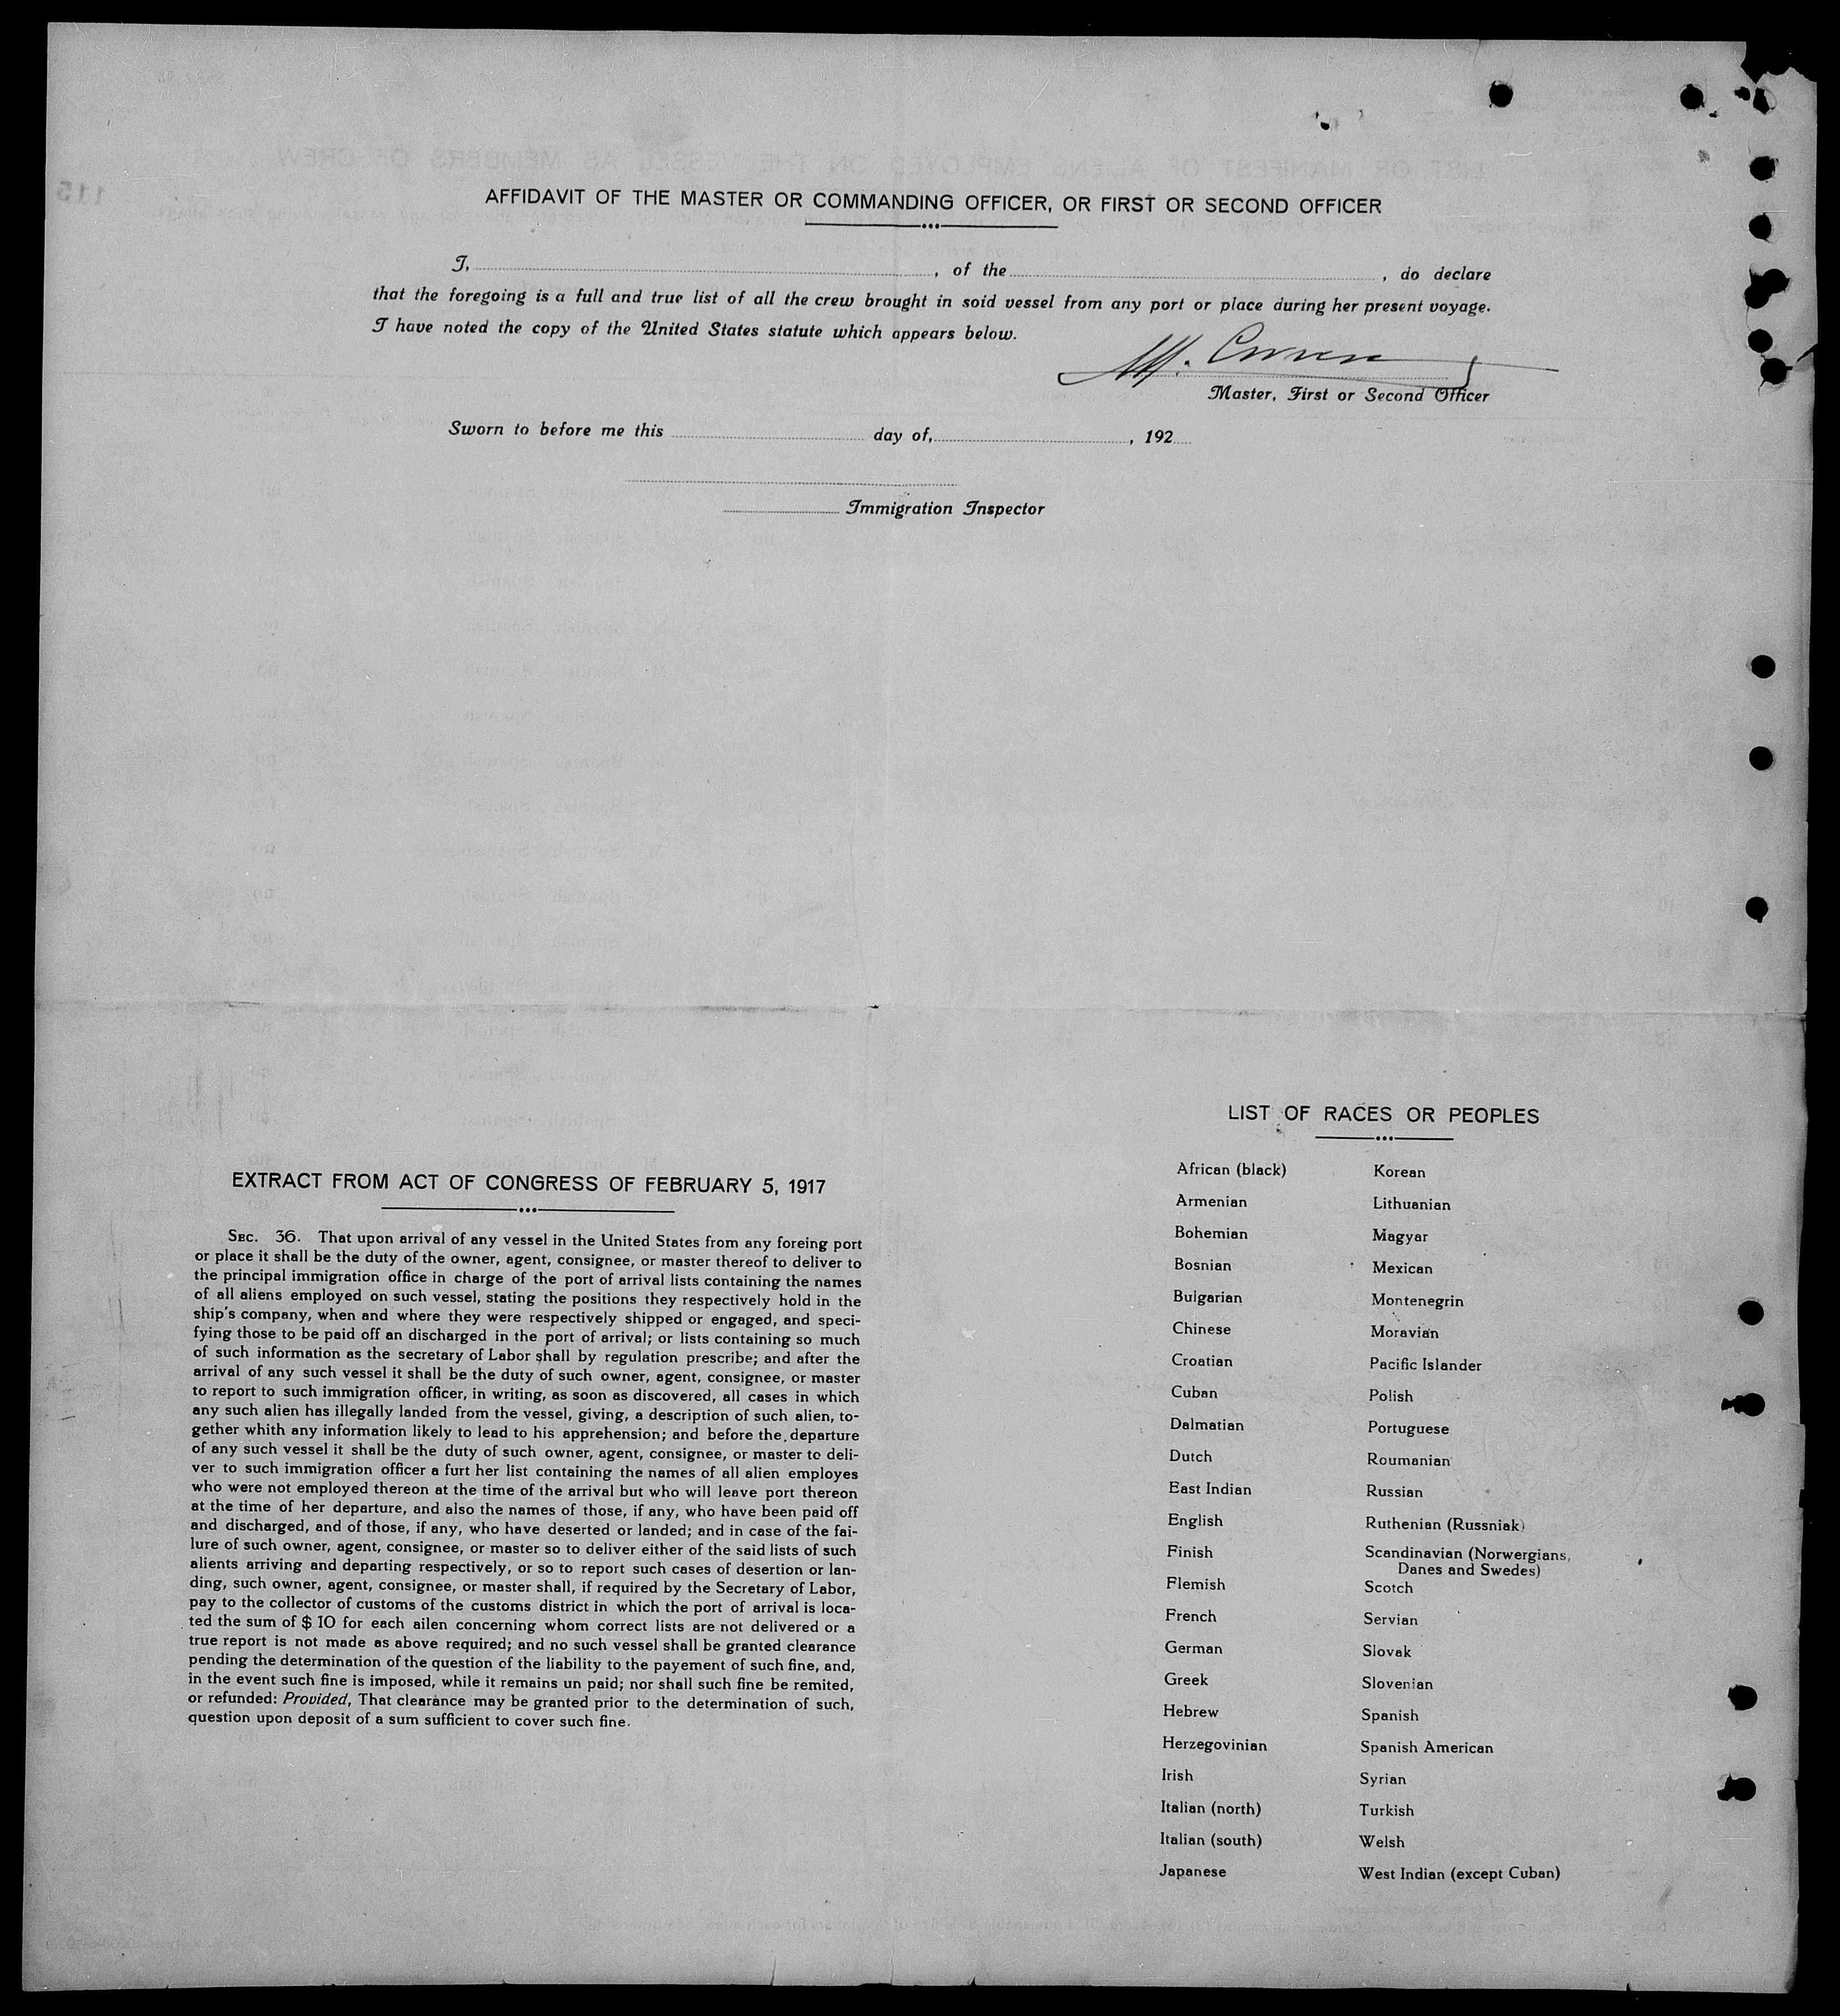 AFFIDAVIT OF THE MASTER OR COMMANDING OFFICER, OR FIRST OR SECOND OFFICER
I, , of the , do declare
that the foregoing is a full and true list of all the crew brought in soid vessel from any port or place during her present voyage.
I have noted the copy of the United States statute which appears below.
Master, First or Second Officer
Sworn to before me this day of, , 192
Immigration Inspector
EXTRACT FROM ACT OF CONGRESS OF FEBRUARY 5, 1917
SEC. 36. That upon arrival of any vessel in the United States from any foreing port
or place it shall be the duty of the owner, agent, consignee, or master thereof to deliver to
the principal immigration office in charge of the port of arrival lists containing the names
of all aliens employed on such vessel, stating the positions they respectively hold in the
ship's company, when and where they were respectively shipped or engaged, and speci-
fying those to be paid off an discharged in the port of arrival; or lists containing so much
of such information as the secretary of Labor shall by regulation prescribe; and after the
arrival of any such vessel it shall be the duty of such owner, agent, consignee, or master
to report to such immigration officer, in writing, as soon as discovered, all cases in which
any such alien has illegally landed from the vessel, giving, a description of such alien, to-
gether whith any information likely to lead to his apprehension; and before the departure
of any such vessel it shall be the duty of such owner, agent, consignee, or master to deli-
ver to such immigration officer a furt her list containing the names of all alien employes
who were not employed thereon at the time of the arrival but who will leave port thereon
at the time of her departure, and also the names of those, if any, who have been paid off
and discharged, and of those, if any, who have deserted or landed; and in case of the fai-
lure of such owner, agent, consignee, or master so to deliver either of the said lists of such
alients arriving and departing respectively, or so to report such cases of desertion or lan-
ding, such owner, agent, consignee, or master shall, if required by the Secretary of Labor,
pay to the collector of customs of the customs district in which the port of arrival is loca-
ted the sum of $ 10 for each ailen concerning whom correct lists are not delivered or a
true report is not made as above required; and no such vessel shall be granted clearance
pending the determination of the question of the liability to the payement of such fine, and,
in the event such fine is imposed, while it remains un paid; nor shall such fine be remited,
or refunded: Provided, That clearance may be granted prior to the determination of such,
question upon deposit of a sum sufficient to cover such fine.
LIST OF RACES OR PEOPLES
African (black)
Armenian
Bohemian
Bosnian
Bulgarian
Chinese
Croatian
Cuban
Dalmatian
Dutch
East Indian
English
Finish
Flemish
French
German
Greek
Hebrew
Herzegovinian
Irish
Italian (north)
Italian (south)
Japanese
Korean
Lithuanian
Magyar
Mexican
Montenegrin
Moravian
Pacific Islander
Polish
Portuguese
Roumanian
Russian
Ruthenian (Russniak)
Scandinavian (Norwergians,
Danes and Swedes)
Scotch
Servian
Slovak
Slovenian
Spanish
Spanish American
Syrian
Turkish
Welsh
West Indian (except Cuban)